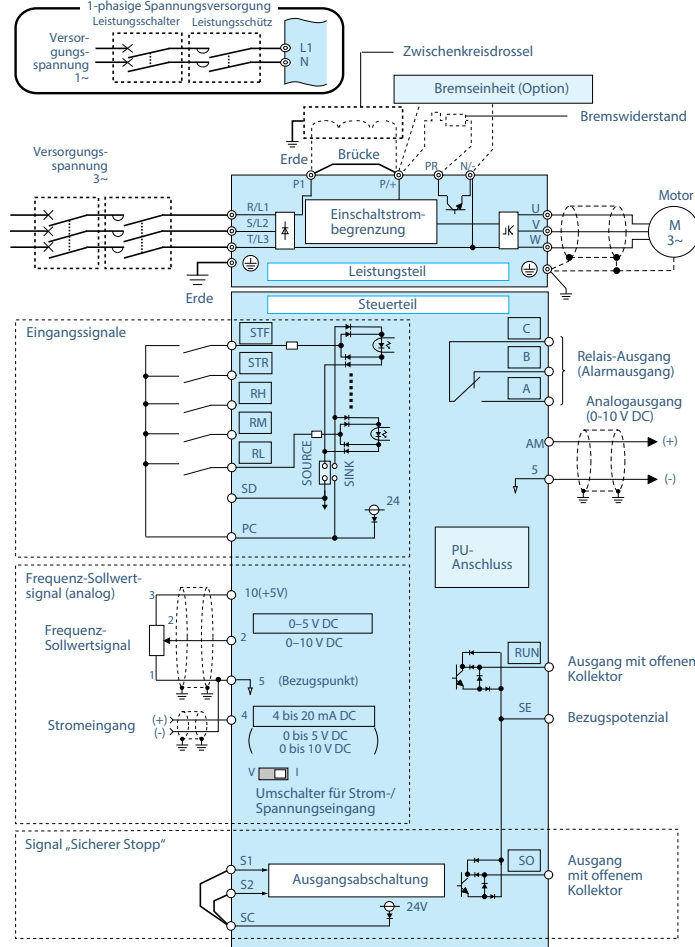 1-phasige Spannungsversorgung
Leistungsschalter
Leistungsschütz
Versor-
gungs-
spannung
1~
L1
N
Zwischenkreisdrossel
Bremseinheit (Option)
Bremswiderstand
Versorgungs-
spannung
3~
Erde
Brücke
PR
N/-
P1
P/+
R/L1
S/L2
T/L3
Einschaltstrom-
begrenzung
U
V
W
Motor
M
3~
Erde
Leistungsteil
Steuerteil
Eingangssignale
STF
STR
RH
RM
RL
SD
PC
SOURCE
SINK
24
C
B
A
Relais-Ausgang
(Alarmausgang)
Analogausgang
(0-10 V DC)
AM
(+)
5
(-)
PU-
Anschluss
Frequenz-Sollwert-
signal (analog)
3
10(+5V)
2
Frequenz-
Sollwertsignal
2
0–5 V DC
0–10 V DC
1
5
(Bezugspunkt)
Stromeingang
(+)
(-)
4
4 bis 20 mA DC
0 bis 5 V DC
0 bis 10 V DC
V
I
Umschalter für Strom-/
Spannungseingang
RUN
Ausgang mit offenem
Kollektor
SE
Bezugspotenzial
Signal „Sicherer Stopp"
S1
S2
SC
Ausgangsabschaltung
24V
SO
Ausgang
mit offenem
Kollektor